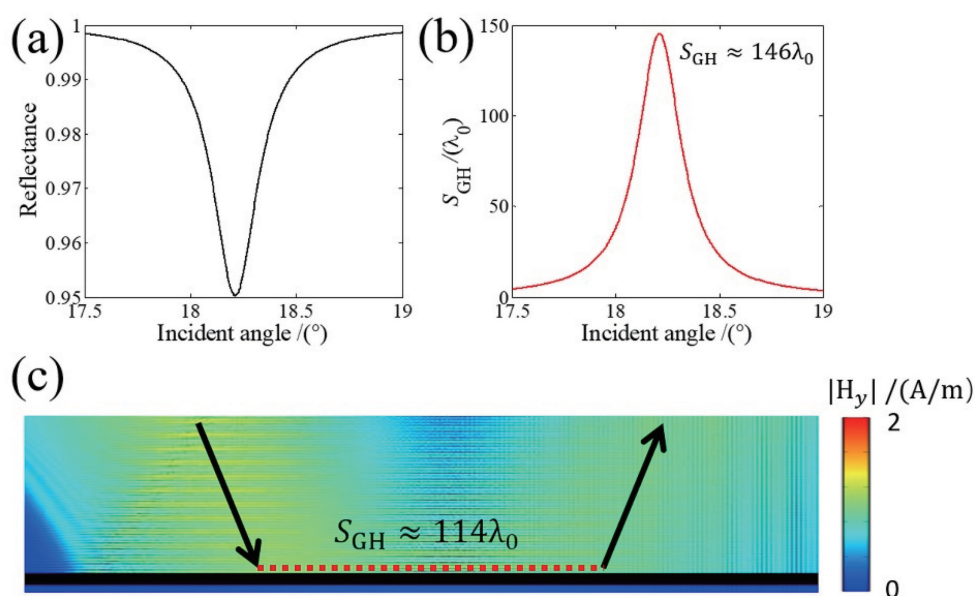 (a)
1
0.99
0.98
0.97
0.96
0.95
Reflectance
17.5 18 18.5 19
Incident angle /(°)
(b)
150
100
50
0
S_GH/(λ₀)
S_GH ≈ 146λ₀
17.5 18 18.5 19
Incident angle /(°)
(c)
S_GH ≈ 114λ₀
|H_y| /(A/m)
2
0